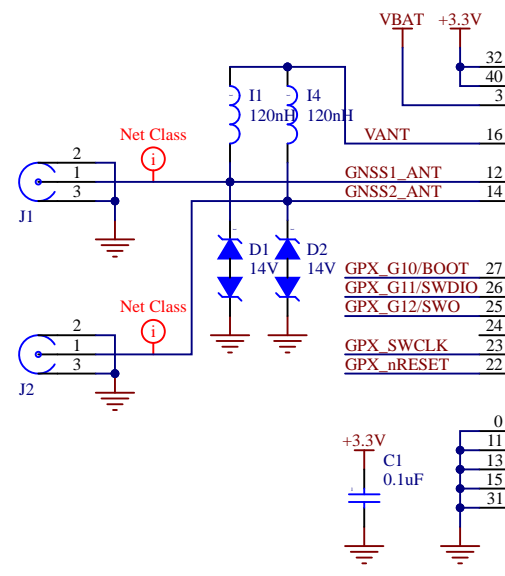 VBAT +3.3V
32
40
3
I1 I4
120nH 120nH
Net Class
VANT 16
2
1
3
J1
GNSS1_ANT 12
GNSS2_ANT 14
D1 D2
14V 14V
GPX_G10/BOOT 27
GPX_G11/SWDIO 26
GPX_G12/SWO 25
24
GPX_SWCLK 23
GPX_nRESET 22
Net Class
2
1
3
J2
+3.3V
C1
0.1uF
0
11
13
15
31